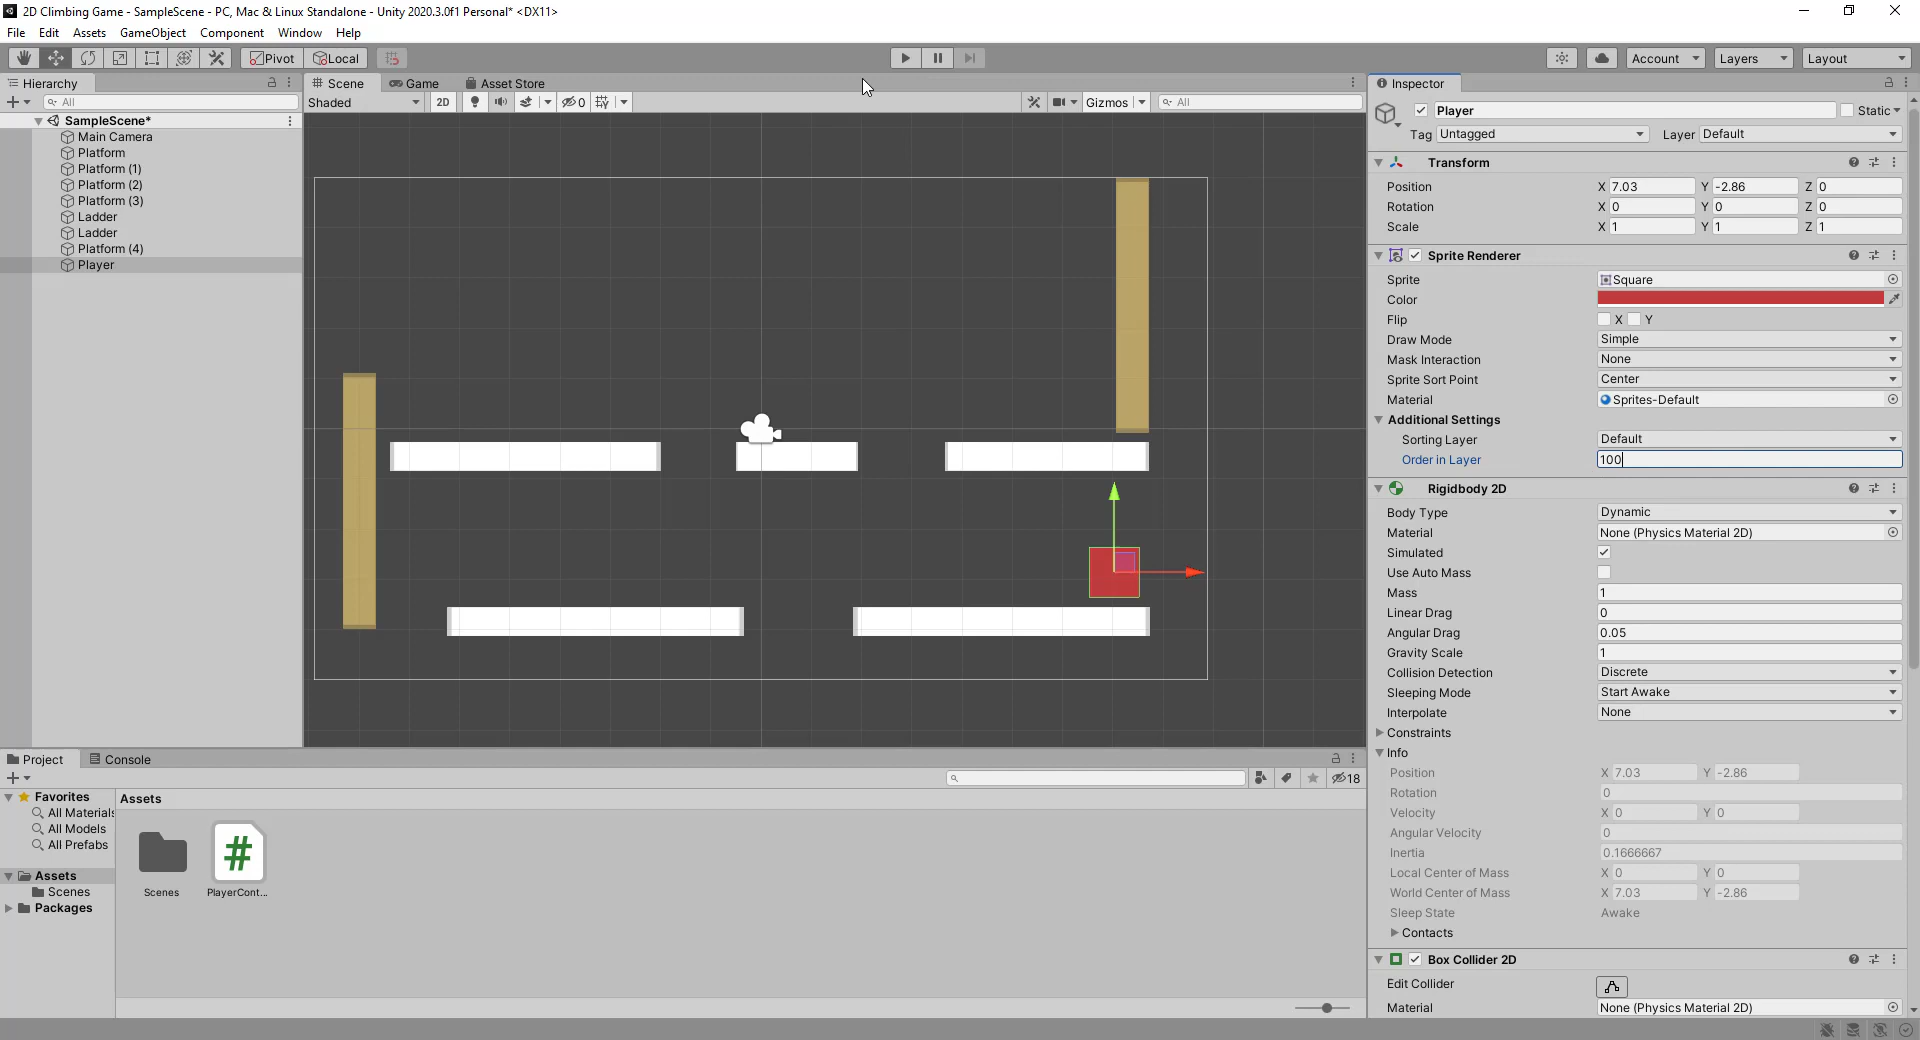 2D Climbing Game - SampleScene - PC, Mac & Linux Standalone - Unity 2020.3.0f1 Personal* <DX11>
File Edit Assets GameObject Component Window Help
Pivot Local Account Layers Layout
Hierarchy
All
SampleScene*
Main Camera
Platform
Platform (1)
Platform (2)
Platform (3)
Ladder
Ladder
Platform (4)
Player
Scene Game Asset Store
Shaded 2D 0 Gizmos All
Inspector
Player Static
Tag Untagged Layer Default
Transform
Position X 7.03 Y -2.86 Z 0
Rotation X 0 Y 0 Z 0
Scale X 1 Y 1 Z 1
Sprite Renderer
Sprite Square
Color
Flip X Y
Draw Mode Simple
Mask Interaction None
Sprite Sort Point Center
Material Sprites-Default
Additional Settings
Sorting Layer Default
Order in Layer 100
Rigidbody 2D
Body Type Dynamic
Material None (Physics Material 2D)
Simulated
Use Auto Mass
Mass 1
Linear Drag 0
Angular Drag 0.05
Gravity Scale 1
Collision Detection Discrete
Sleeping Mode Start Awake
Interpolate None
Constraints
Info
Position X 7.03 Y -2.86
Rotation 0
Velocity X 0 Y 0
Angular Velocity 0
Inertia 0.1666667
Local Center of Mass X 0 Y 0
World Center of Mass X 7.03 Y -2.86
Sleep State Awake
Contacts
Box Collider 2D
Edit Collider
Material None (Physics Material 2D)
Project Console
18
Favorites
All Materials
All Models
All Prefabs
Assets
Scenes
Packages
Assets
Scenes PlayerCont...